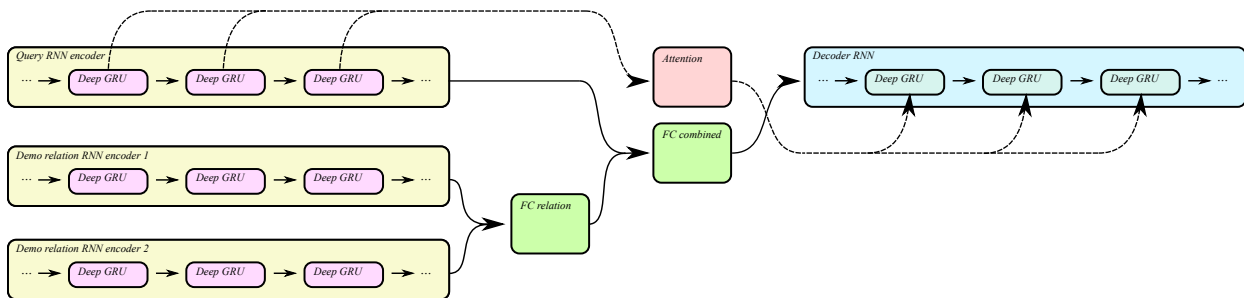 Query RNN encoder
... Deep GRU Deep GRU Deep GRU ...
Attention
Decoder RNN
... Deep GRU Deep GRU Deep GRU ...
FC combined
Demo relation RNN encoder 1
... Deep GRU Deep GRU Deep GRU ...
FC relation
Demo relation RNN encoder 2
... Deep GRU Deep GRU Deep GRU ...